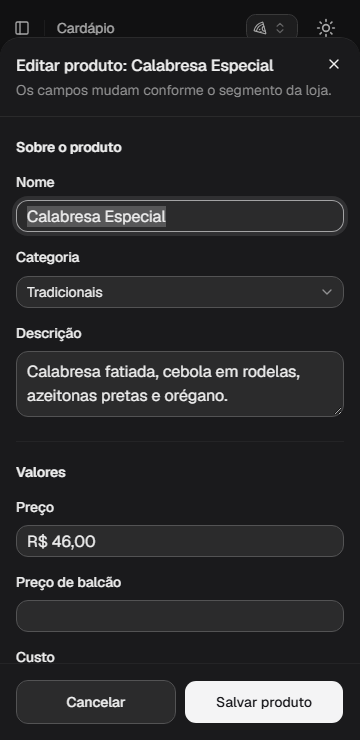 Cardápio
Editar produto: Calabresa Especial
Os campos mudam conforme o segmento da loja.
Sobre o produto
Nome
Calabresa Especial
Categoria
Tradicionais
Descrição
Calabresa fatiada, cebola em rodelas,
azeitonas pretas e orégano.
Valores
Preço
R$ 46,00
Preço de balcão
Custo
Cancelar
Salvar produto